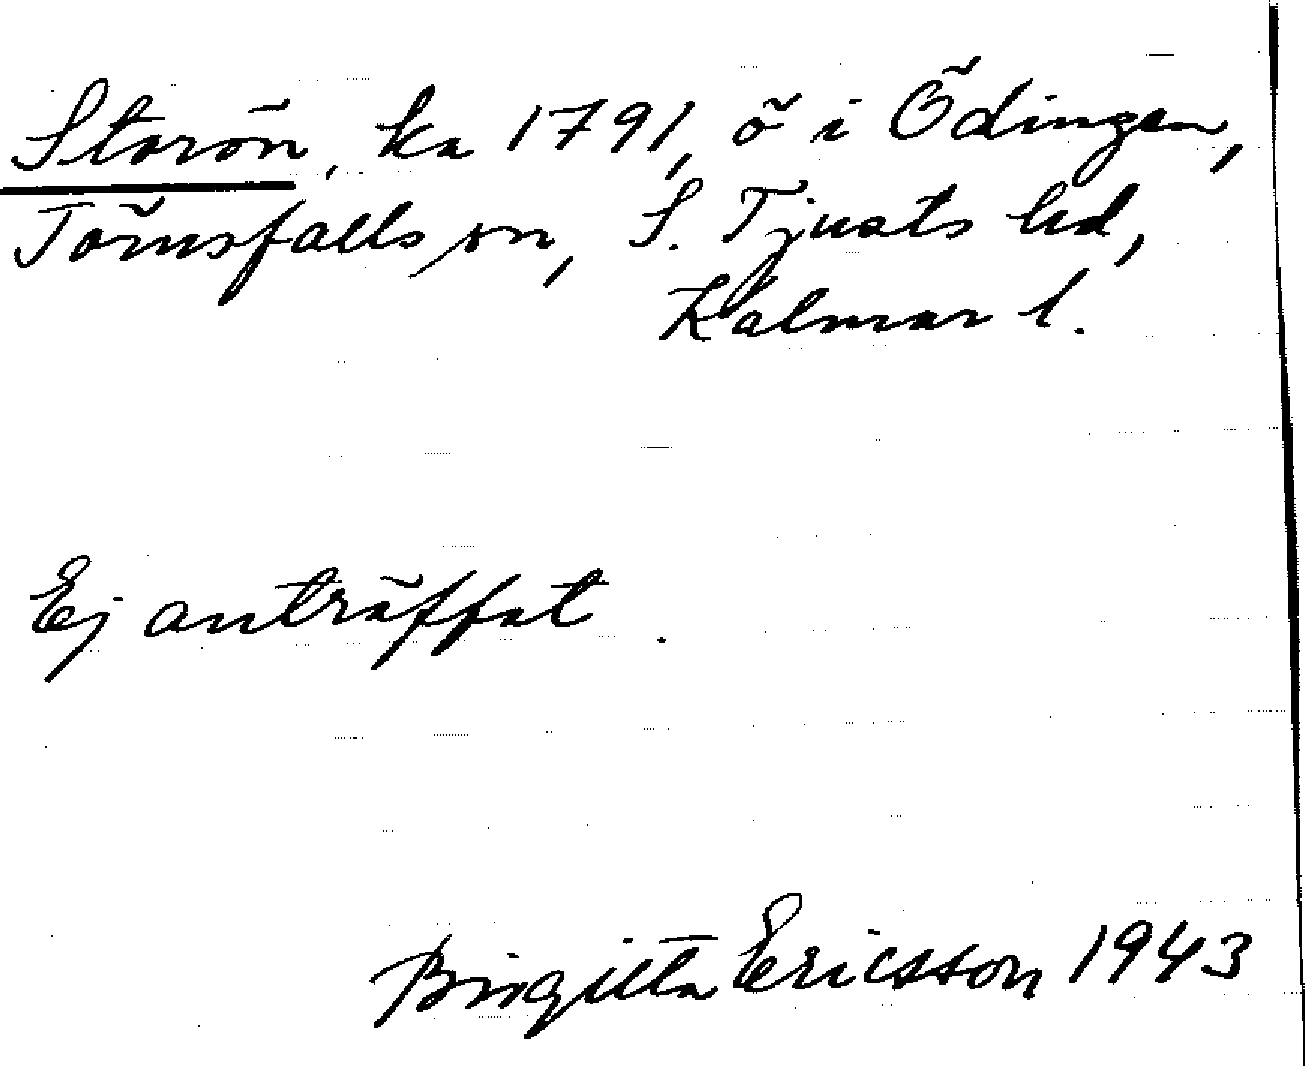 Storön, ka 1791, ö i Ödingen,
Törnsfalls sn, S. Tjusts hd,
Kalmar l.
Ej anträffat.
Birgitta Ericsson 1943